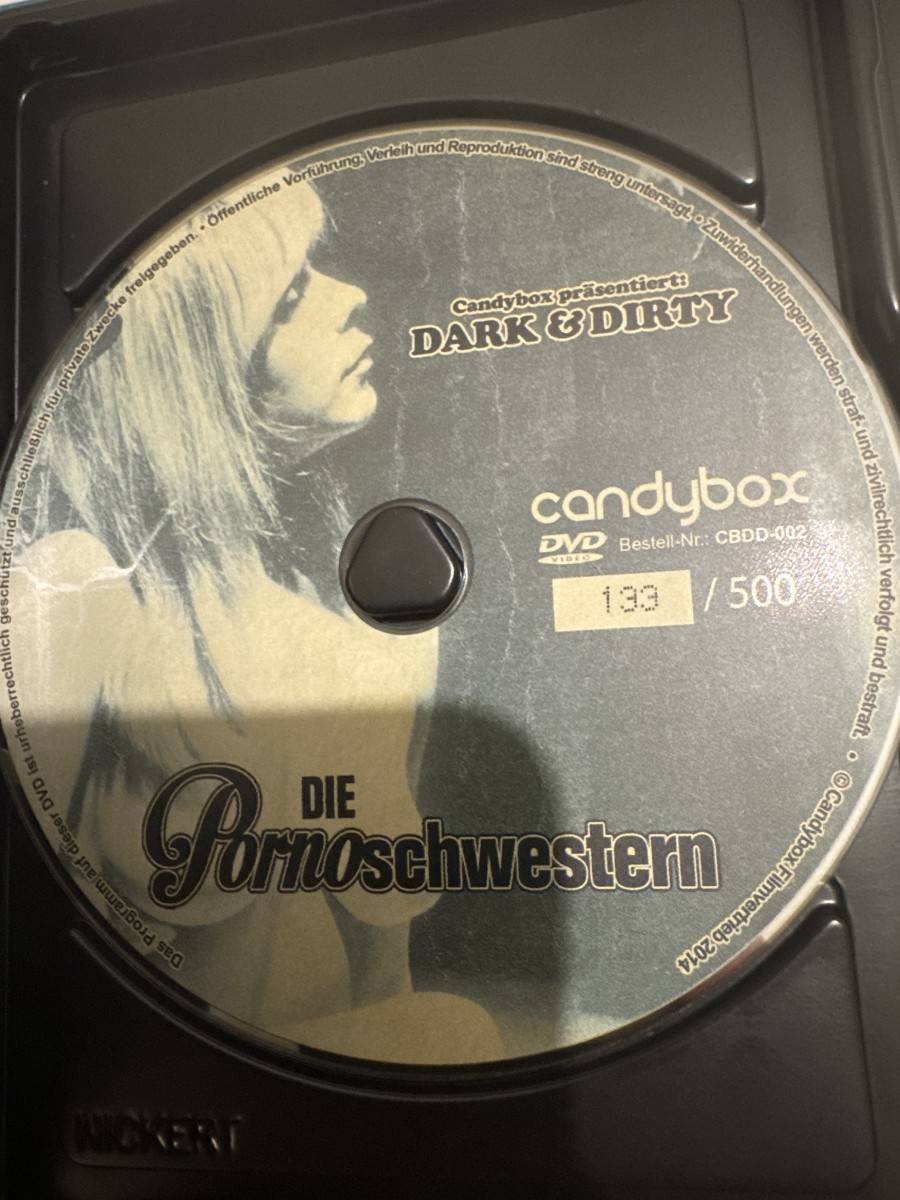 Das Programm auf dieser DVD ist urheberrechtlich geschützt und ausschließlich für private Zwecke freigegeben. • Öffentliche Vorführung, Verleih und Reproduktion sind streng untersagt. • Zuwiderhandlungen werden straf- und zivilrechtlich verfolgt und bestraft. • © Candybox Filmvertrieb 2014
Candybox präsentiert:
DARK & DIRTY
candybox
DVD VIDEO Bestell-Nr.: CBDD-002
133 / 500
DIE
Pornoschwestern